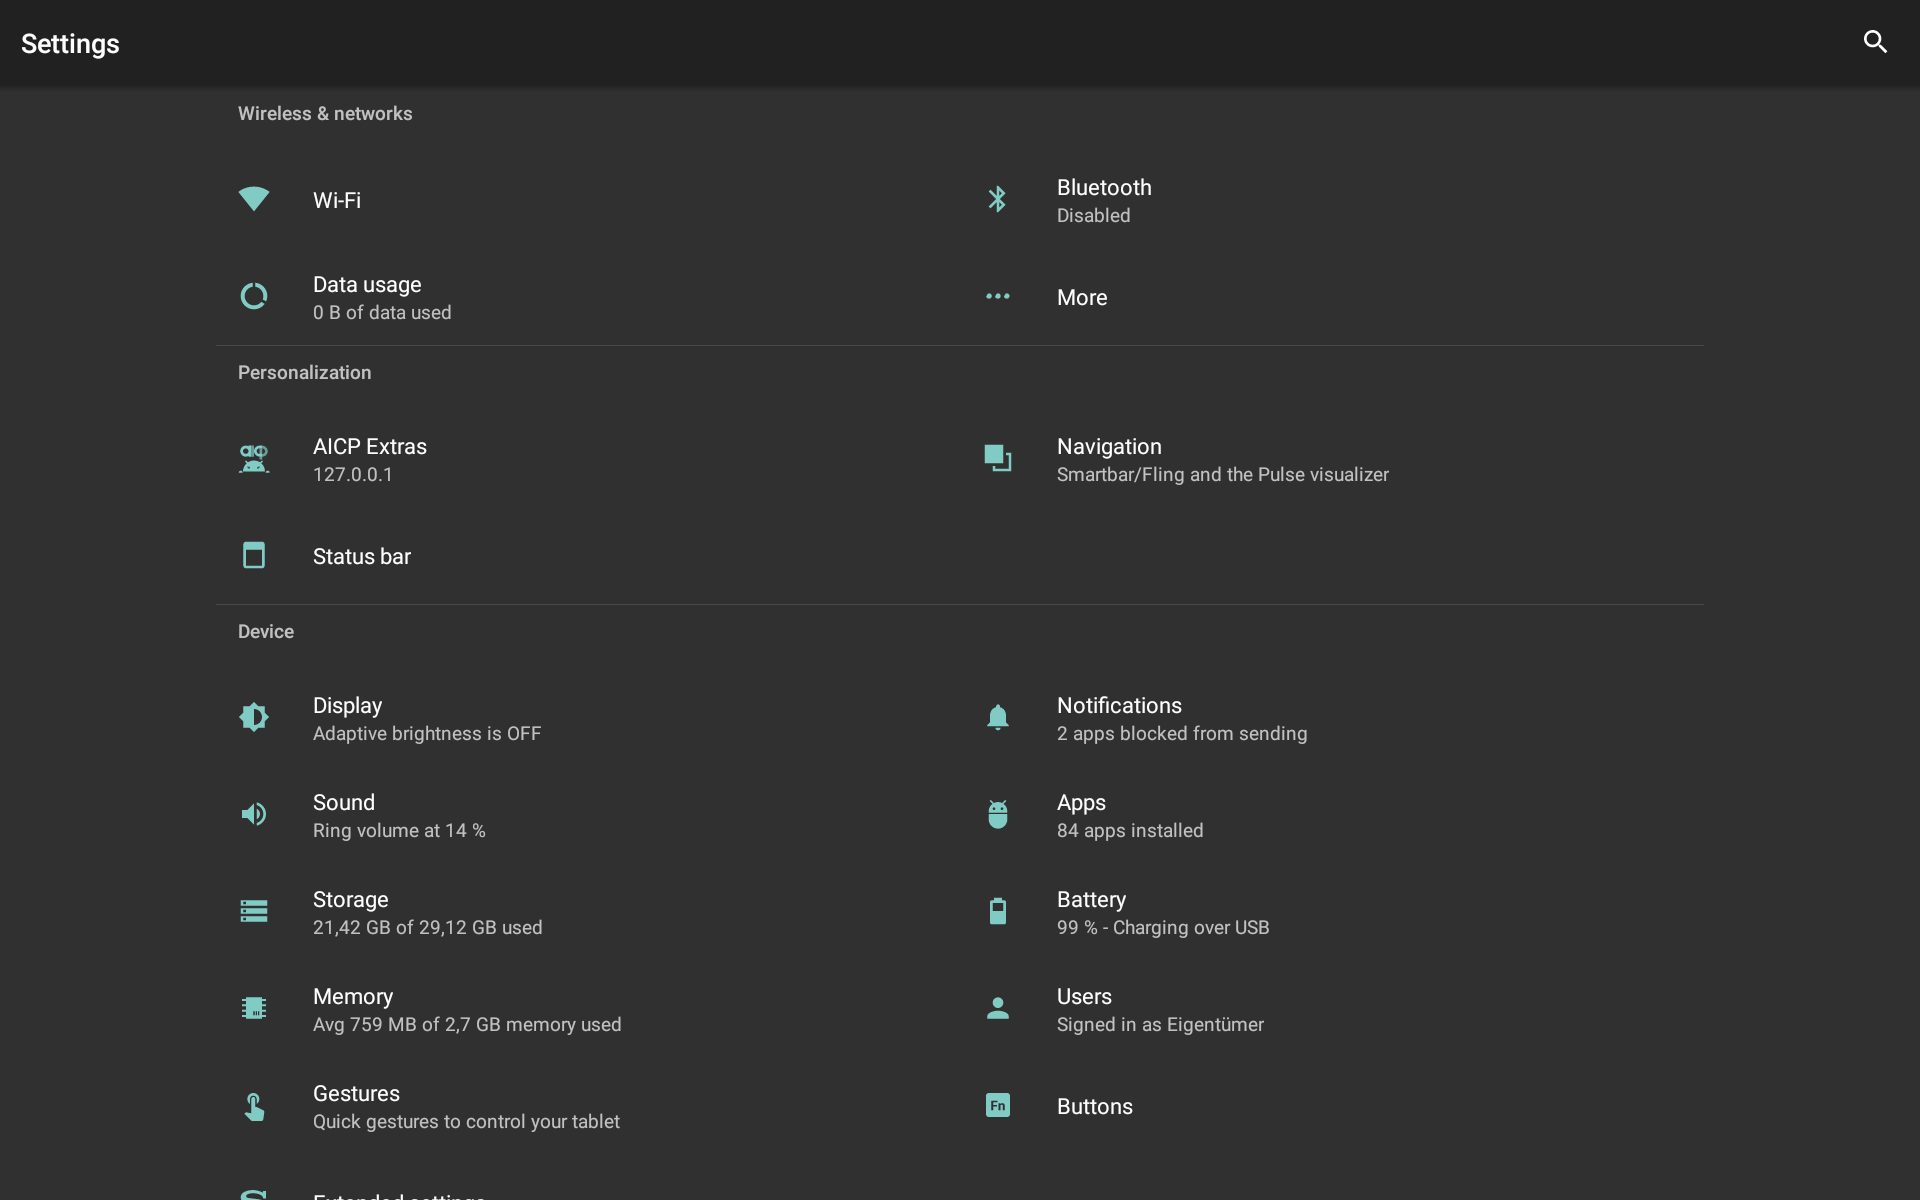 Settings
Wireless & networks
Wi-Fi
Bluetooth
Disabled
Data usage
0 B of data used
More
Personalization
AICP Extras
127.0.0.1
Navigation
Smartbar/Fling and the Pulse visualizer
Status bar
Device
Display
Adaptive brightness is OFF
Notifications
2 apps blocked from sending
Sound
Ring volume at 14 %
Apps
84 apps installed
Storage
21,42 GB of 29,12 GB used
Battery
99 % - Charging over USB
Memory
Avg 759 MB of 2,7 GB memory used
Users
Signed in as Eigentümer
Gestures
Quick gestures to control your tablet
Fn
Buttons
Extended settings